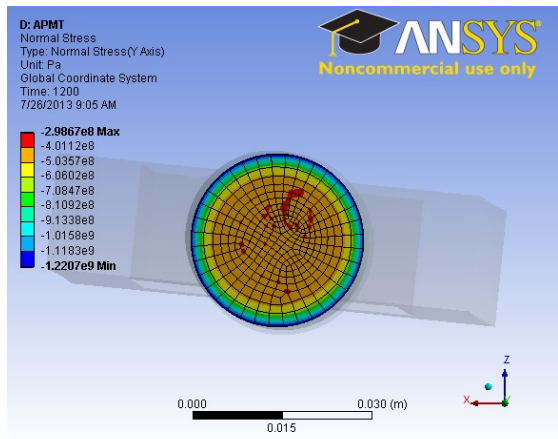 D: APMT
Normal Stress
Type: Normal Stress(Y Axis)
Unit: Pa
Global Coordinate System
Time: 1200
7/26/2013 9:05 AM
ANSYS
Noncommercial use only
-2.9867e8 Max
-4.0112e8
-5.0357e8
-6.0602e8
-7.0847e8
-8.1092e8
-9.1338e8
-1.0158e9
-1.1183e9
-1.2207e9 Min
Z
X
Y
0.000
0.030 (m)
0.015